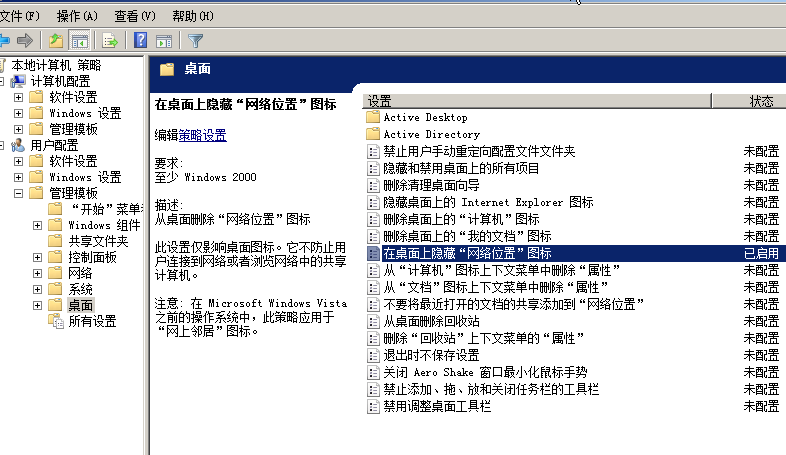 文件(F) 操作(A) 查看(V) 帮助(H)
本地计算机 策略
计算机配置
软件设置
Windows 设置
管理模板
用户配置
软件设置
Windows 设置
管理模板
“开始”菜单
Windows 组件
共享文件夹
控制面板
网络
系统
桌面
所有设置
桌面
在桌面上隐藏“网络位置”图标
编辑策略设置
要求:
至少 Windows 2000
描述:
从桌面删除“网络位置”图标
此设置仅影响桌面图标。它不防止用
户连接到网络或者浏览网络中的共享
计算机。
注意: 在 Microsoft Windows Vista
之前的操作系统中，此策略应用于
“网上邻居”图标。
设置 状态
Active Desktop
Active Directory
禁止用户手动重定向配置文件文件夹 未配置
隐藏和禁用桌面上的所有项目 未配置
删除清理桌面向导 未配置
隐藏桌面上的 Internet Explorer 图标 未配置
删除桌面上的“计算机”图标 未配置
删除桌面上的“我的文档”图标 未配置
在桌面上隐藏“网络位置”图标 已启用
从“计算机”图标上下文菜单中删除“属性” 未配置
从“文档”图标上下文菜单中删除“属性” 未配置
不要将最近打开的文档的共享添加到“网络位置” 未配置
从桌面删除回收站 未配置
删除“回收站”上下文菜单的“属性” 未配置
退出时不保存设置 未配置
关闭 Aero Shake 窗口最小化鼠标手势 未配置
禁止添加、拖、放和关闭任务栏的工具栏 未配置
禁用调整桌面工具栏 未配置